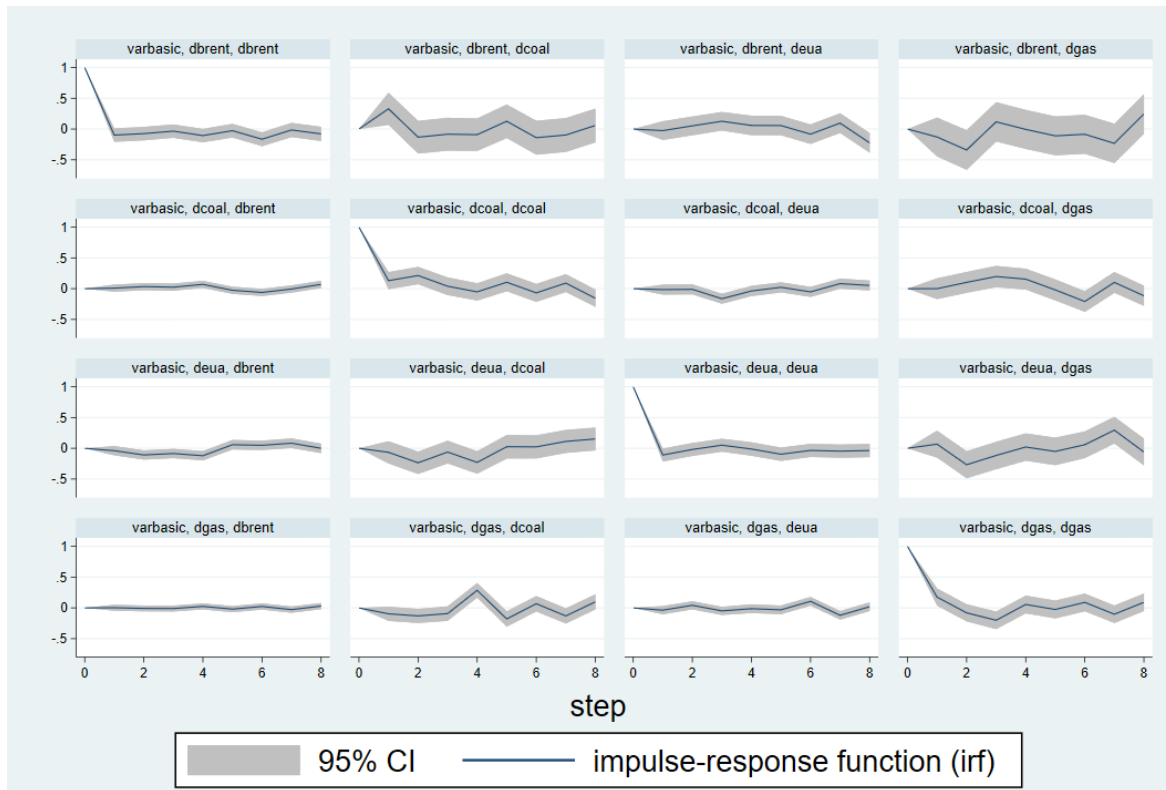 varbasic, dbrent, dbrent varbasic, dbrent, dcoal varbasic, dbrent, deua varbasic, dbrent, dgas
1
.5
0
-.5
varbasic, dcoal, dbrent varbasic, dcoal, dcoal varbasic, dcoal, deua varbasic, dcoal, dgas
1
.5
0
-.5
varbasic, deua, dbrent varbasic, deua, dcoal varbasic, deua, deua varbasic, deua, dgas
1
.5
0
-.5
varbasic, dgas, dbrent varbasic, dgas, dcoal varbasic, dgas, deua varbasic, dgas, dgas
1
.5
0
-.5
0 2 4 6 8 0 2 4 6 8 0 2 4 6 8 0 2 4 6 8
step
95% CI impulse-response function (irf)